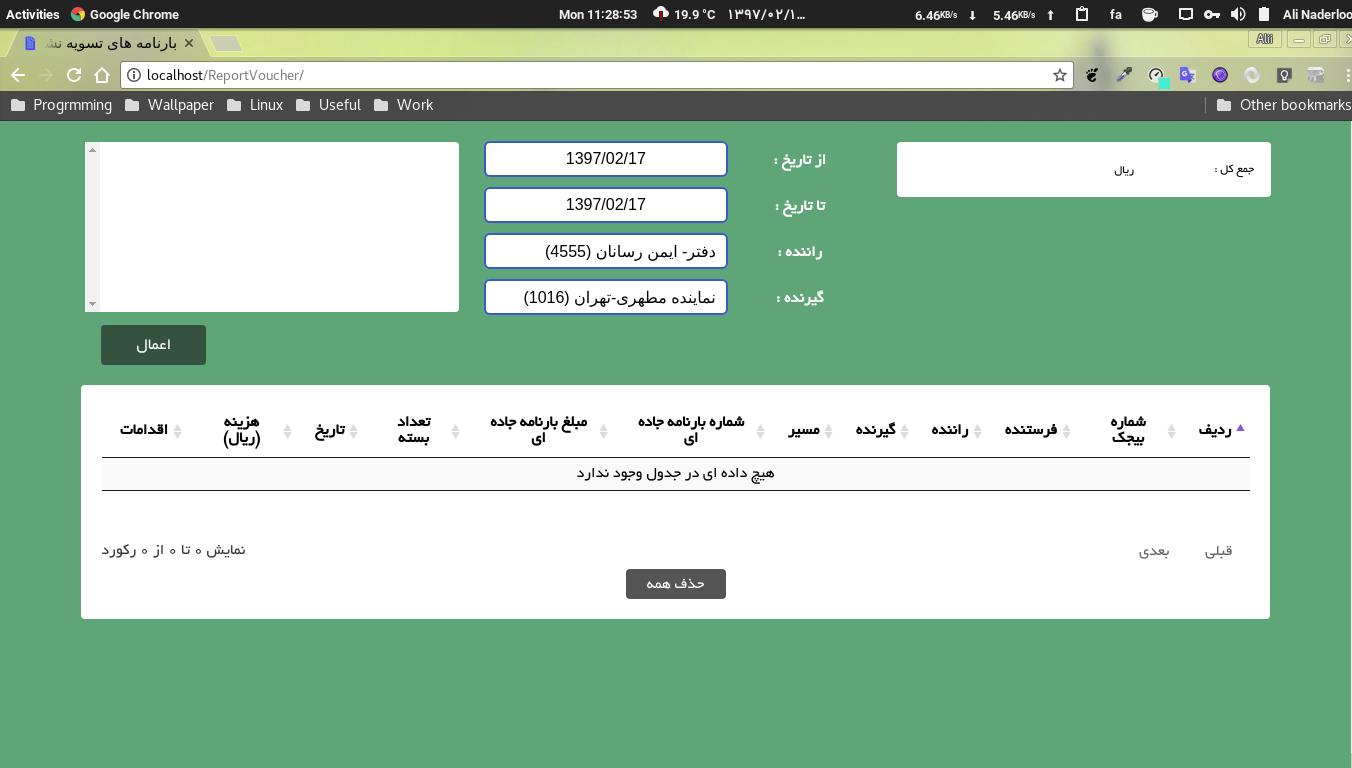 Activities Google Chrome Mon 11:28:53 19.9 °C ۱۳۹۷/۰۲/۱... 6.46KB/s ↓ 5.46KB/s ↑ fa Ali Naderloo
بارنامه های تسویه نش Ali
localhost/ReportVoucher/
Progrmming Wallpaper Linux Useful Work Other bookmarks
جمع کل : ریال
از تاریخ : 1397/02/17
تا تاریخ : 1397/02/17
راننده : دفتر- ایمن رسانان (4555)
گیرنده : نماینده مطهری-تهران (1016)
اعمال
ردیف شماره بیجک فرستنده راننده گیرنده مسیر شماره بارنامه جاده ای مبلغ بارنامه جاده ای تعداد بسته تاریخ هزینه (ریال) اقدامات
هیچ داده ای در جدول وجود ندارد
قبلی بعدی نمایش ۰ تا ۰ از ۰ رکورد
حذف همه